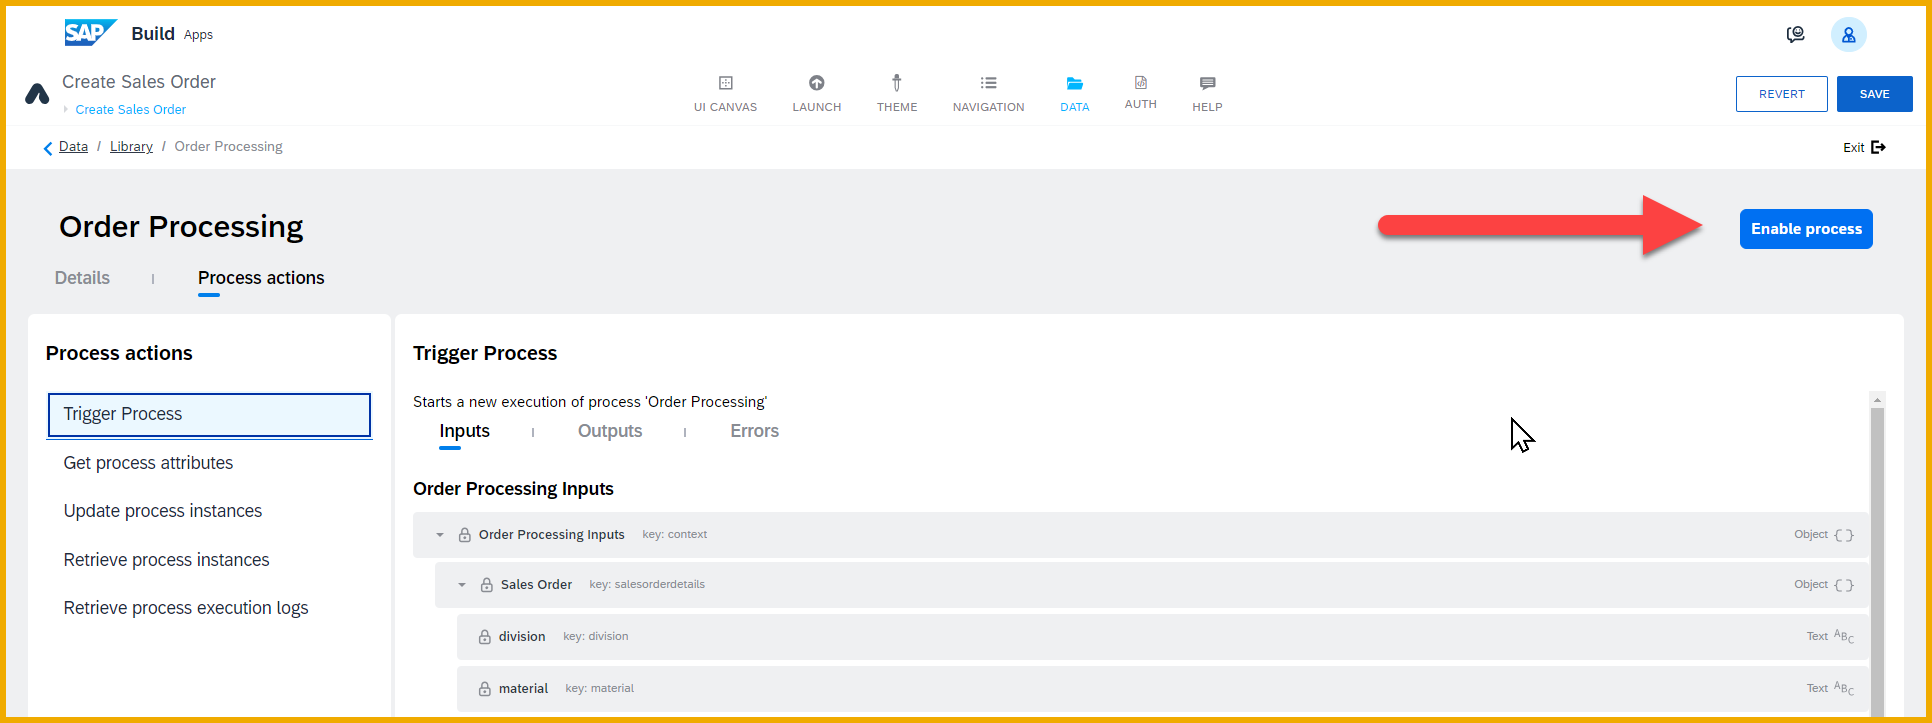 SAP Build Apps
Create Sales Order
Create Sales Order
UI CANVAS LAUNCH THEME NAVIGATION DATA AUTH HELP
REVERT SAVE
Data / Library / Order Processing
Exit
Order Processing
Enable process
Details Process actions
Process actions
Trigger Process
Get process attributes
Update process instances
Retrieve process instances
Retrieve process execution logs
Trigger Process
Starts a new execution of process 'Order Processing'
Inputs Outputs Errors
Order Processing Inputs
Order Processing Inputs key: context Object { }
Sales Order key: salesorderdetails Object { }
division key: division Text ABC
material key: material Text ABC